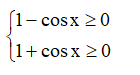 1 − cos x ≥ 0
1 + cos x ≥ 0